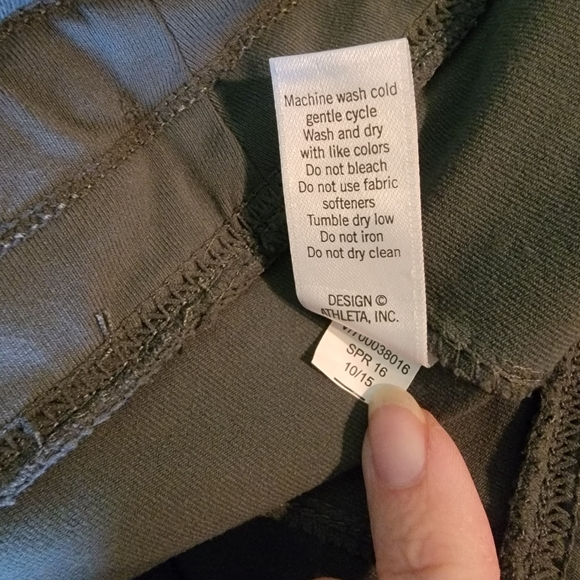 Machine wash cold
gentle cycle
Wash and dry
with like colors
Do not bleach
Do not use fabric
softeners
Tumble dry low
Do not iron
Do not dry clean
DESIGN ©
ATHLETA, INC.
SPR 16
10/15